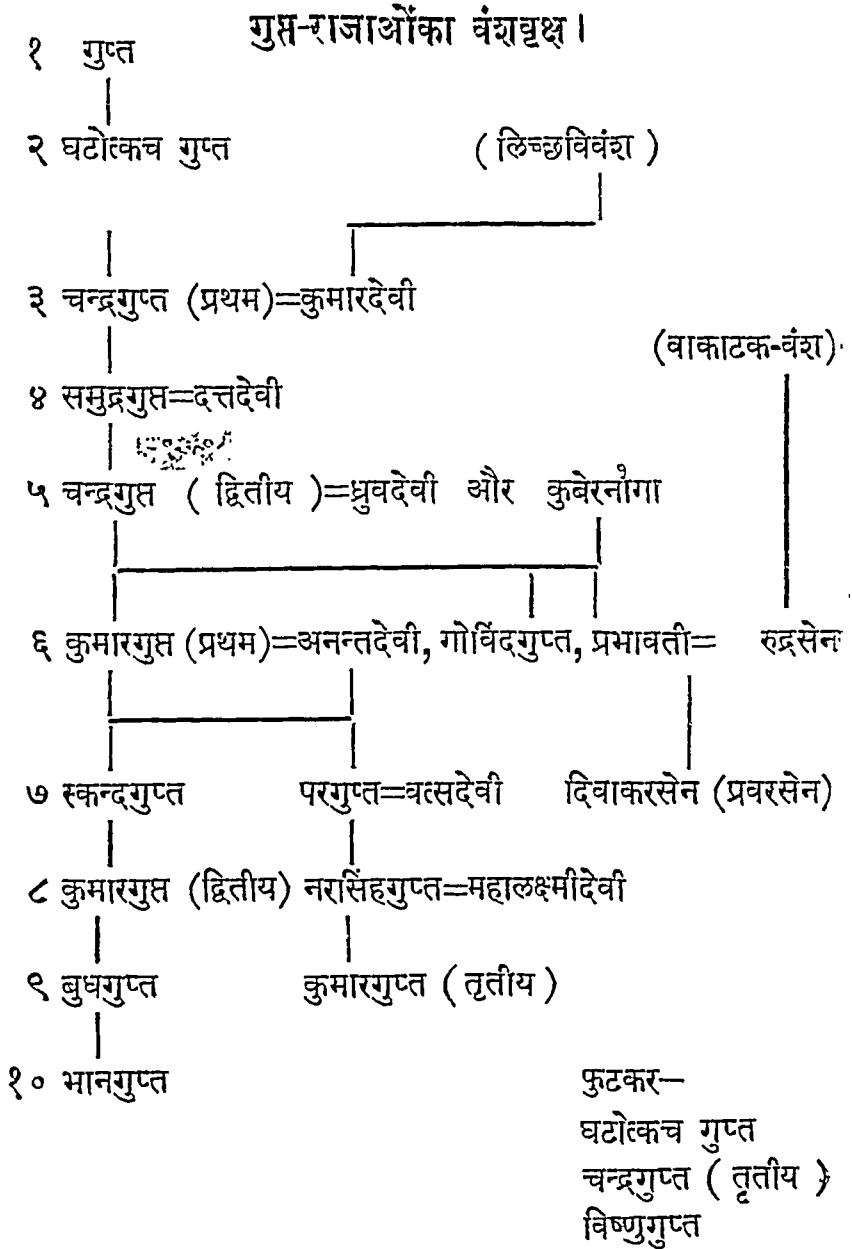 गुप्त-राजाओंका वंशवृक्ष।
१ गुप्त
२ घटोत्कच गुप्त (लिच्छविवंश)
३ चन्द्रगुप्त (प्रथम)=कुमारदेवी
(वाकाटक-वंश)
४ समुद्रगुप्त=दत्तदेवी
५ चन्द्रगुप्त (द्वितीय)=ध्रुवदेवी और कुबेरनागा
६ कुमारगुप्त (प्रथम)=अनन्तदेवी, गोविंदगुप्त, प्रभावती= रुद्रसेन
७ स्कन्दगुप्त परगुप्त=वत्सदेवी दिवाकरसेन (प्रवरसेन)
८ कुमारगुप्त (द्वितीय) नरसिंहगुप्त=महालक्ष्मीदेवी
९ बुधगुप्त कुमारगुप्त (तृतीय)
१० भानगुप्त
फुटकर—
घटोत्कच गुप्त
चन्द्रगुप्त (तृतीय)
विष्णुगुप्त